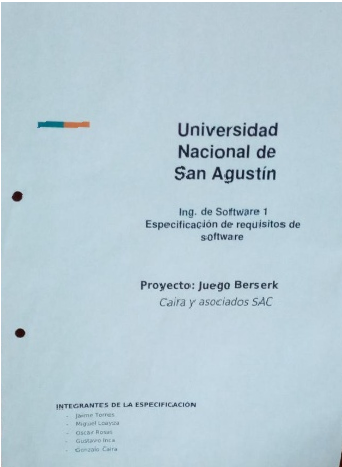 Universidad
Nacional de
San Agustín
Ing. de Software 1
Especificación de requisitos de
software
Proyecto: Juego Berserk
Caira y asociados SAC
INTEGRANTES DE LA ESPECIFICACIÓN
- Jaime Torres
- Miguel Loayza
- Oscar Rosas
- Gustavo Inca
- Gonzalo Caira